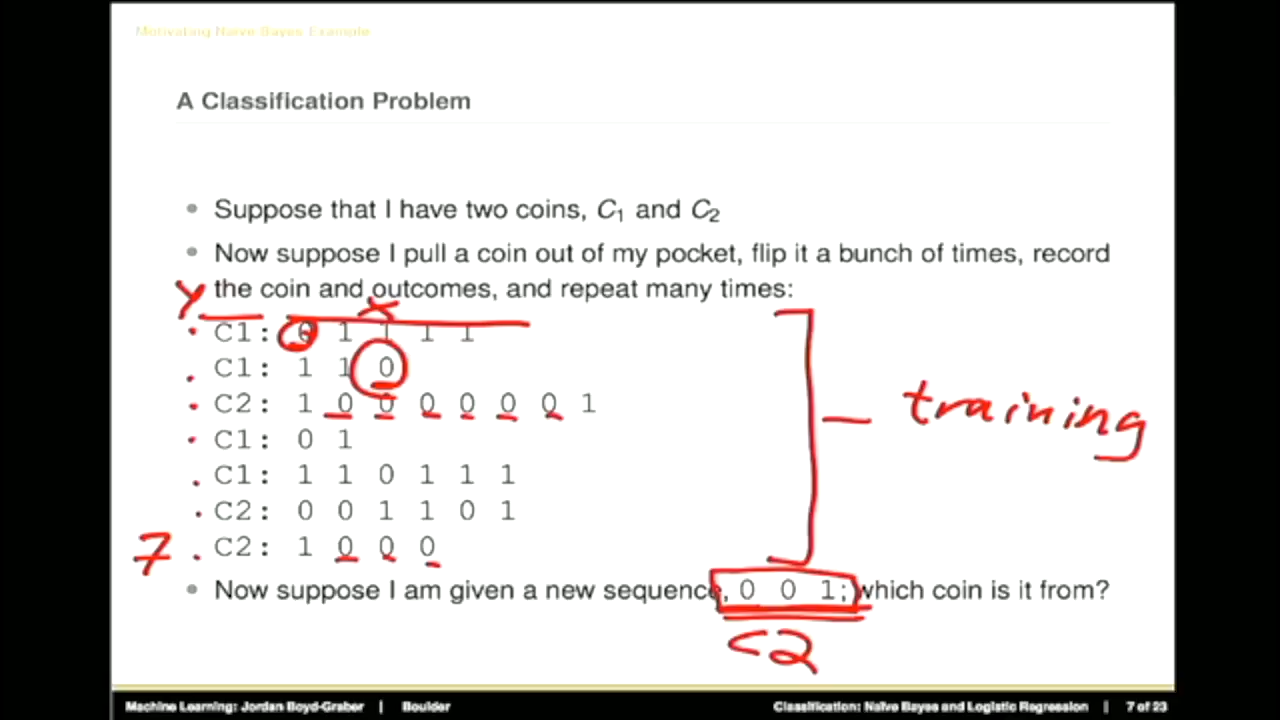 Motivating Naïve Bayes Example
A Classification Problem
• Suppose that I have two coins, C₁ and C₂
• Now suppose I pull a coin out of my pocket, flip it a bunch of times, record
the coin and outcomes, and repeat many times:
Y X
C1: 0 1 1 1 1
C1: 1 1 0
C2: 1 0 0 0 0 0 0 1
training
C1: 0 1
C1: 1 1 0 1 1 1
C2: 0 0 1 1 0 1
7 C2: 1 0 0 0
• Now suppose I am given a new sequence, 0 0 1; which coin is it from?
C2
Machine Learning: Jordan Boyd-Graber | Boulder Classification: Naïve Bayes and Logistic Regression | 7 of 23